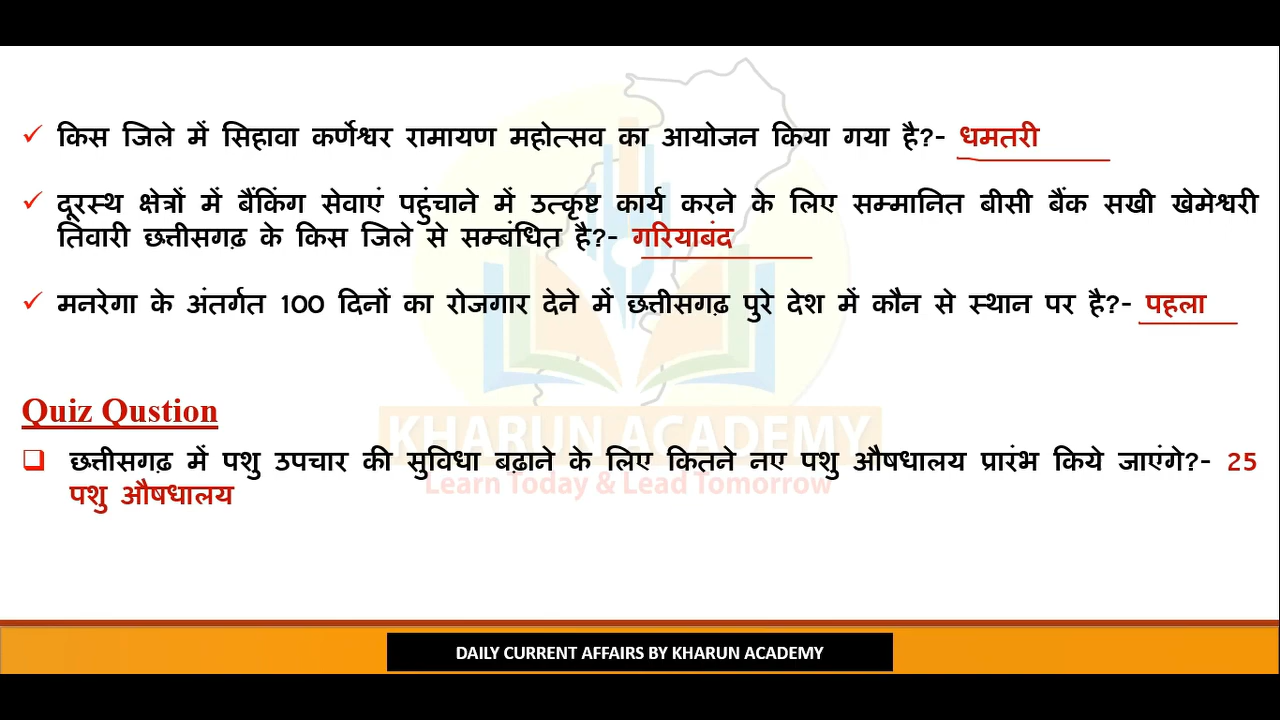 ✓ किस जिले में सिहावा कर्णेश्वर रामायण महोत्सव का आयोजन किया गया है?- धमतरी
✓ दूरस्थ क्षेत्रों में बैंकिंग सेवाएं पहुंचाने में उत्कृष्ट कार्य करने के लिए सम्मानित बीसी बैंक सखी खेमेश्वरी
तिवारी छत्तीसगढ़ के किस जिले से सम्बंधित है?- गरियाबंद
✓ मनरेगा के अंतर्गत 100 दिनों का रोजगार देने में छत्तीसगढ़ पुरे देश में कौन से स्थान पर है?- पहला
Quiz Qustion
❑ छत्तीसगढ़ में पशु उपचार की सुविधा बढ़ाने के लिए कितने नए पशु औषधालय प्रारंभ किये जाएंगे?- 25
पशु औषधालय
KHARUN ACADEMY
Learn Today & Lead Tomorrow
DAILY CURRENT AFFAIRS BY KHARUN ACADEMY